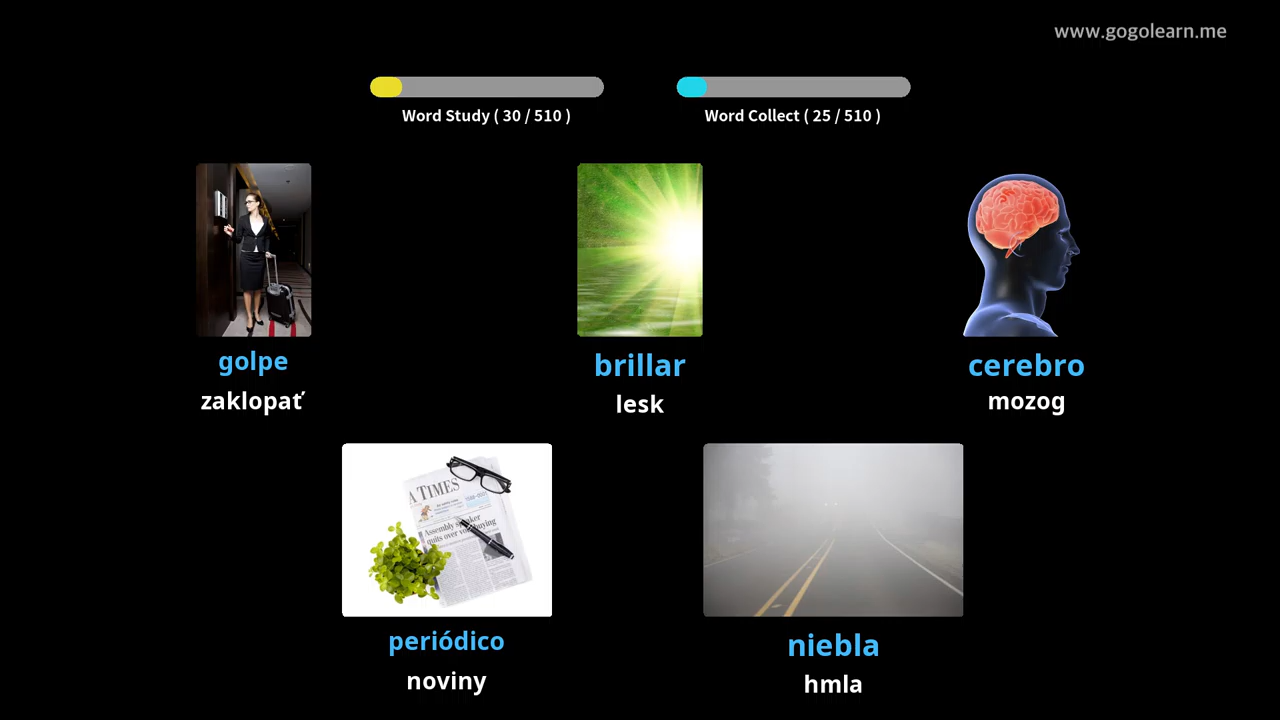 www.gogolearn.me
Word Study ( 30 / 510 )
Word Collect ( 25 / 510 )
golpe
zaklopať
brillar
lesk
cerebro
mozog
A TIMES
periódico
noviny
niebla
hmla